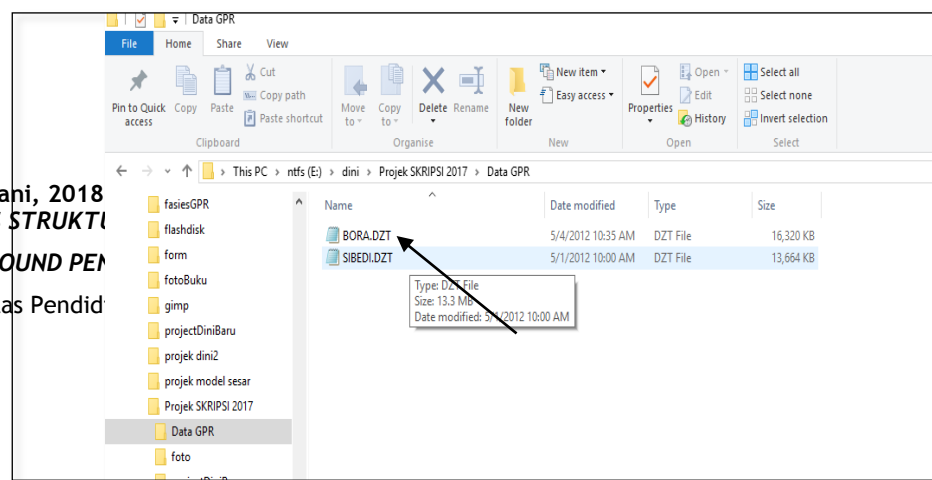 Data GPR
File Home Share View
Pin to Quick access
Copy
Paste
Cut
Copy path
Paste shortcut
Clipboard
Move to
Copy to
Delete
Rename
Organise
New folder
New item
Easy access
New
Properties
Open
Edit
History
Open
Select all
Select none
Invert selection
Select
This PC > ntfs (E:) > dini > Projek SKRIPSI 2017 > Data GPR
ani, 2018
STRUKTU
OUND PEN
as Pendid
fasiesGPR
flashdisk
form
fotoBuku
gimp
projectDiniBaru
projek dini2
projek model sesar
Projek SKRIPSI 2017
Data GPR
foto
Name Date modified Type Size
BORA.DZT 5/4/2012 10:35 AM DZT File 16,320 KB
SIBEDI.DZT 5/1/2012 10:00 AM DZT File 13,664 KB
Type: DZT File
Size: 13.3 MB
Date modified: 5/1/2012 10:00 AM